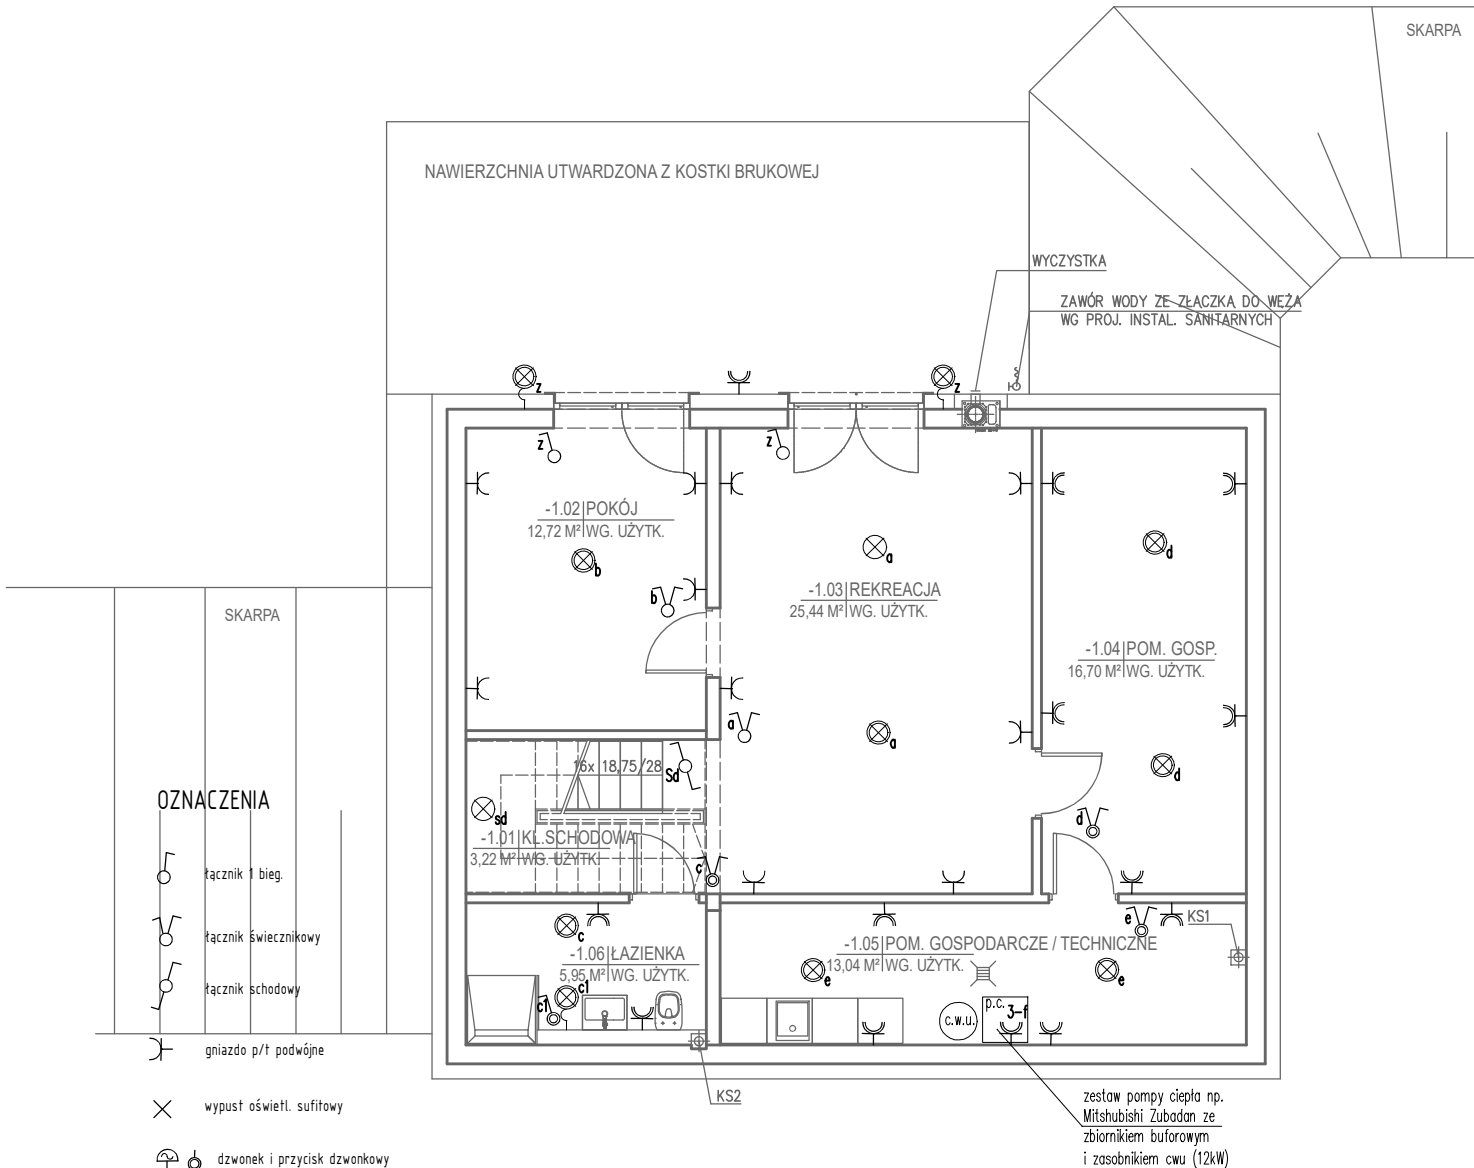 SKARPA
NAWIERZCHNIA UTWARDZONA Z KOSTKI BRUKOWEJ
WYCZYSTKA
ZAWÓR WODY ZE ZŁACZKA DO WĘŻA
WG PROJ. INSTAL. SANITARNYCH
z
z
z
z
-1.02 POKÓJ
12,72 M² WG. UŻYTK.
b
b
a
-1.03 REKREACJA
25,44 M² WG. UŻYTK.
d
-1.04 POM. GOSP.
16,70 M² WG. UŻYTK.
SKARPA
a
a
16x 18,75/28
Sd
sd
d
d
-1.01 KL.SCHODOWA
3,22 M² WG. UŻYTK.
c
c
-1.06 ŁAZIENKA
5,95 M² WG. UŻYTK.
c1
c1
-1.05 POM. GOSPODARCZE / TECHNICZNE
13,04 M² WG. UŻYTK.
e
e
e
KS1
c.w.u.
p.c.
3-f
KS2
zestaw pompy ciepła np.
Mitshubishi Zubadan ze
zbiornikiem buforowym
i zasobnikiem cwu (12kW)
OZNACZENIA
łącznik 1 bieg.
łącznik świecznikowy
łącznik schodowy
gniazdo p/t podwójne
wypust oświetl. sufitowy
dzwonek i przycisk dzwonkowy